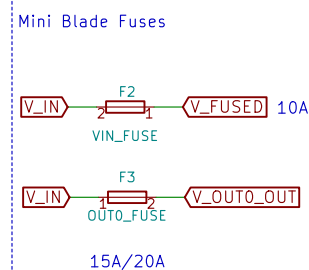 Mini Blade Fuses
F2
V_IN 2 1 V_FUSED 10A
VIN_FUSE
F3
V_IN 1 2 V_OUT0_OUT
OUT0_FUSE
15A/20A